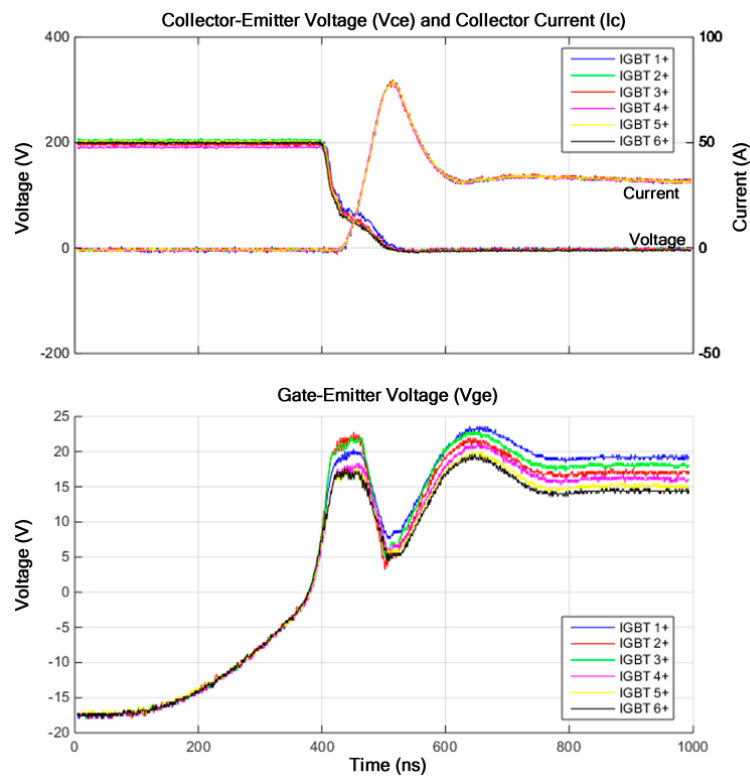 Collector-Emitter Voltage (Vce) and Collector Current (Ic)
400
200
0
-200
Voltage (V)
100
50
0
-50
Current (A)
IGBT 1+
IGBT 2+
IGBT 3+
IGBT 4+
IGBT 5+
IGBT 6+
Current
Voltage
Gate-Emitter Voltage (Vge)
25
20
15
10
5
0
-5
-10
-15
-20
Voltage (V)
IGBT 1+
IGBT 2+
IGBT 3+
IGBT 4+
IGBT 5+
IGBT 6+
0 200 400 600 800 1000
Time (ns)